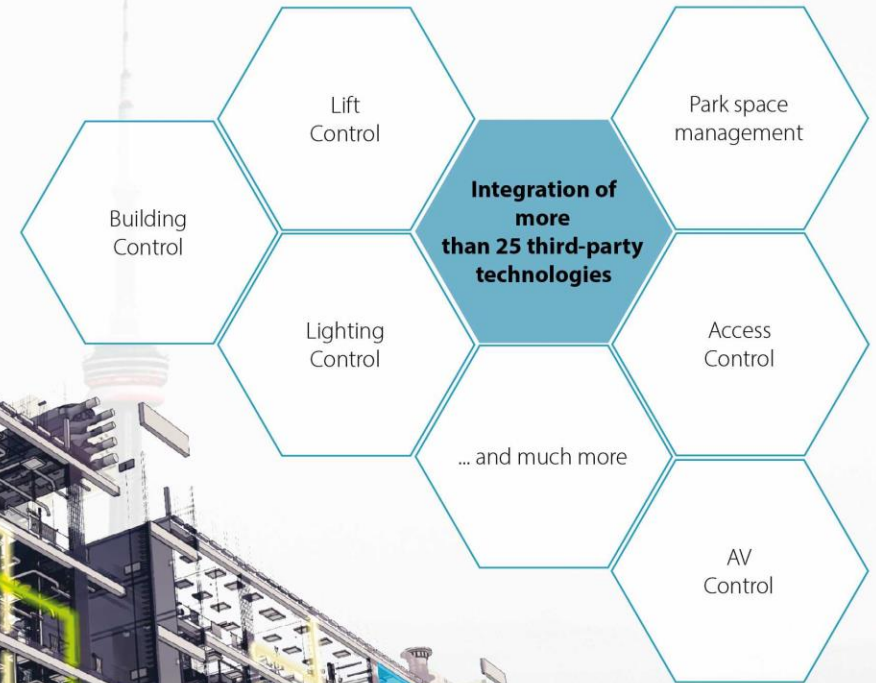 Lift
Control
Park space
management
Building
Control
Integration of
more
than 25 third-party
technologies
Lighting
Control
Access
Control
... and much more
AV
Control